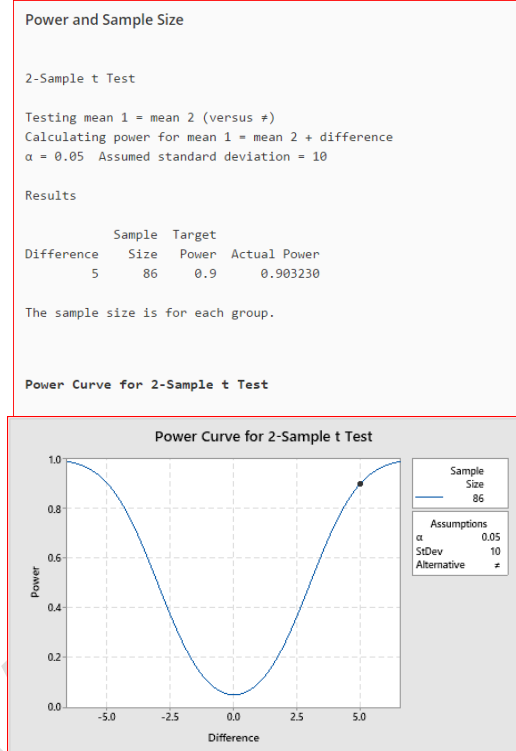 Power and Sample Size
2-Sample t Test
Testing mean 1 = mean 2 (versus ≠)
Calculating power for mean 1 = mean 2 + difference
α = 0.05  Assumed standard deviation = 10
Results
Sample  Target
Difference  Size  Power  Actual Power
5  86  0.9  0.903230
The sample size is for each group.
Power Curve for 2-Sample t Test
Power Curve for 2-Sample t Test
1.0
0.8
0.6
0.4
0.2
0.0
Power
-5.0  -2.5  0.0  2.5  5.0
Difference
Sample
Size
86
Assumptions
α  0.05
StDev  10
Alternative  ≠